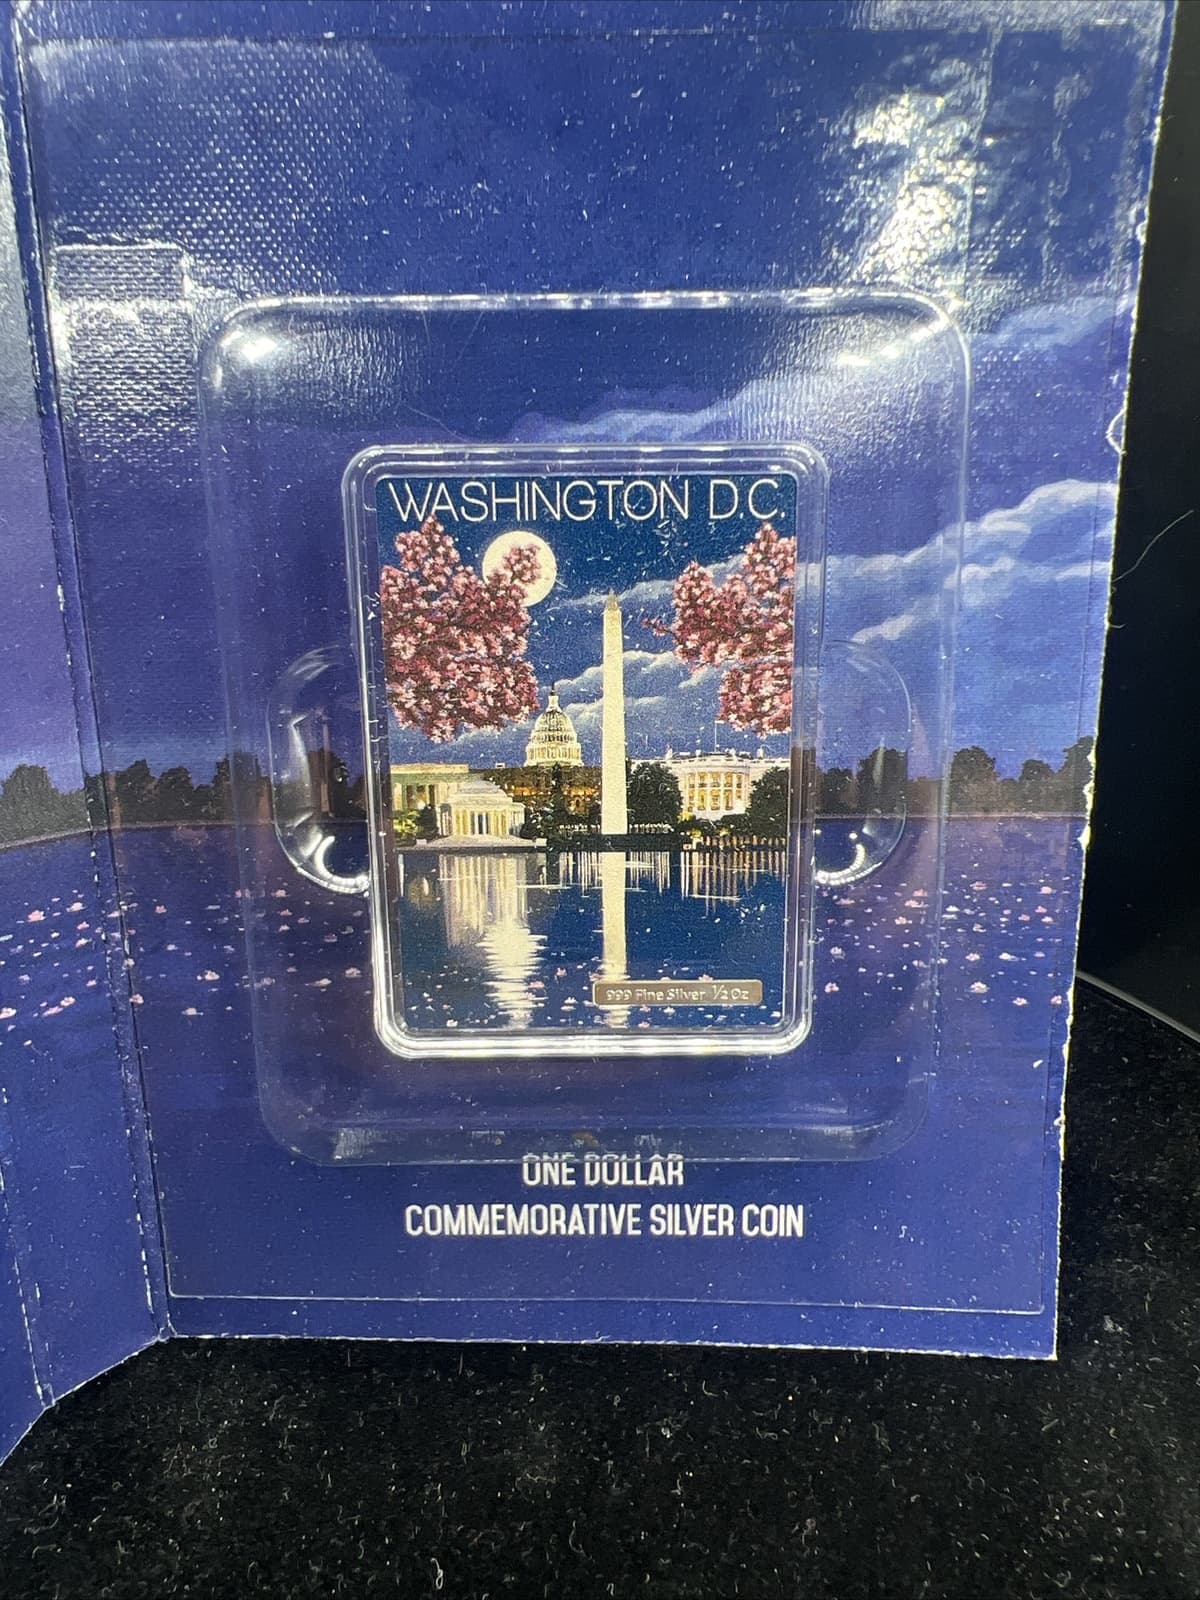 WASHINGTON D.C.
999 Fine Silver ½ Oz
ONE DOLLAR
COMMEMORATIVE SILVER COIN